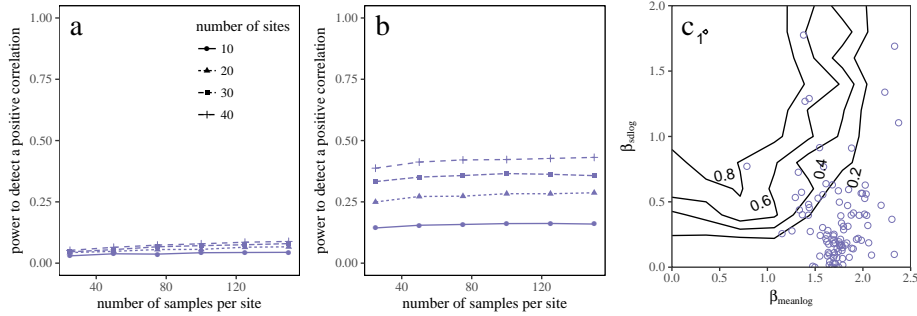 a
number of sites
10
20
30
40
power to detect a positive correlation
1.00
0.75
0.50
0.25
0.00
40 80 120
number of samples per site
b
power to detect a positive correlation
1.00
0.75
0.50
0.25
0.00
40 80 120
number of samples per site
c
1
0.8
0.6
0.4
0.2
βsdlog
2.0
1.5
1.0
0.5
0.0
0.0 0.5 1.0 1.5 2.0 2.5
βmeanlog